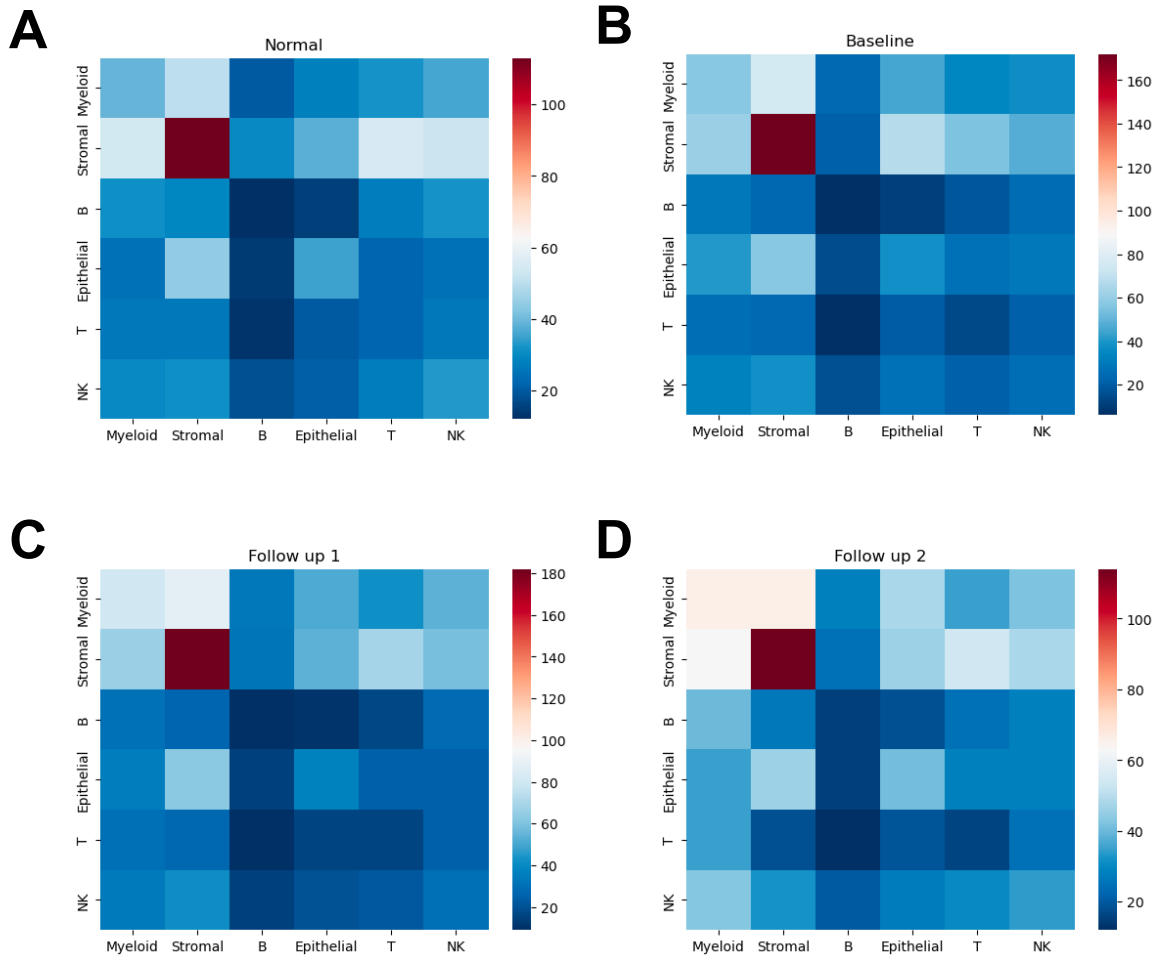 A
Normal
Myeloid
Stromal
B
Epithelial
T
NK
Myeloid Stromal B Epithelial T NK
100
80
60
40
20
B
Baseline
Myeloid
Stromal
B
Epithelial
T
NK
Myeloid Stromal B Epithelial T NK
160
140
120
100
80
60
40
20
C
Follow up 1
Myeloid
Stromal
B
Epithelial
T
NK
Myeloid Stromal B Epithelial T NK
180
160
140
120
100
80
60
40
20
D
Follow up 2
Myeloid
Stromal
B
Epithelial
T
NK
Myeloid Stromal B Epithelial T NK
100
80
60
40
20